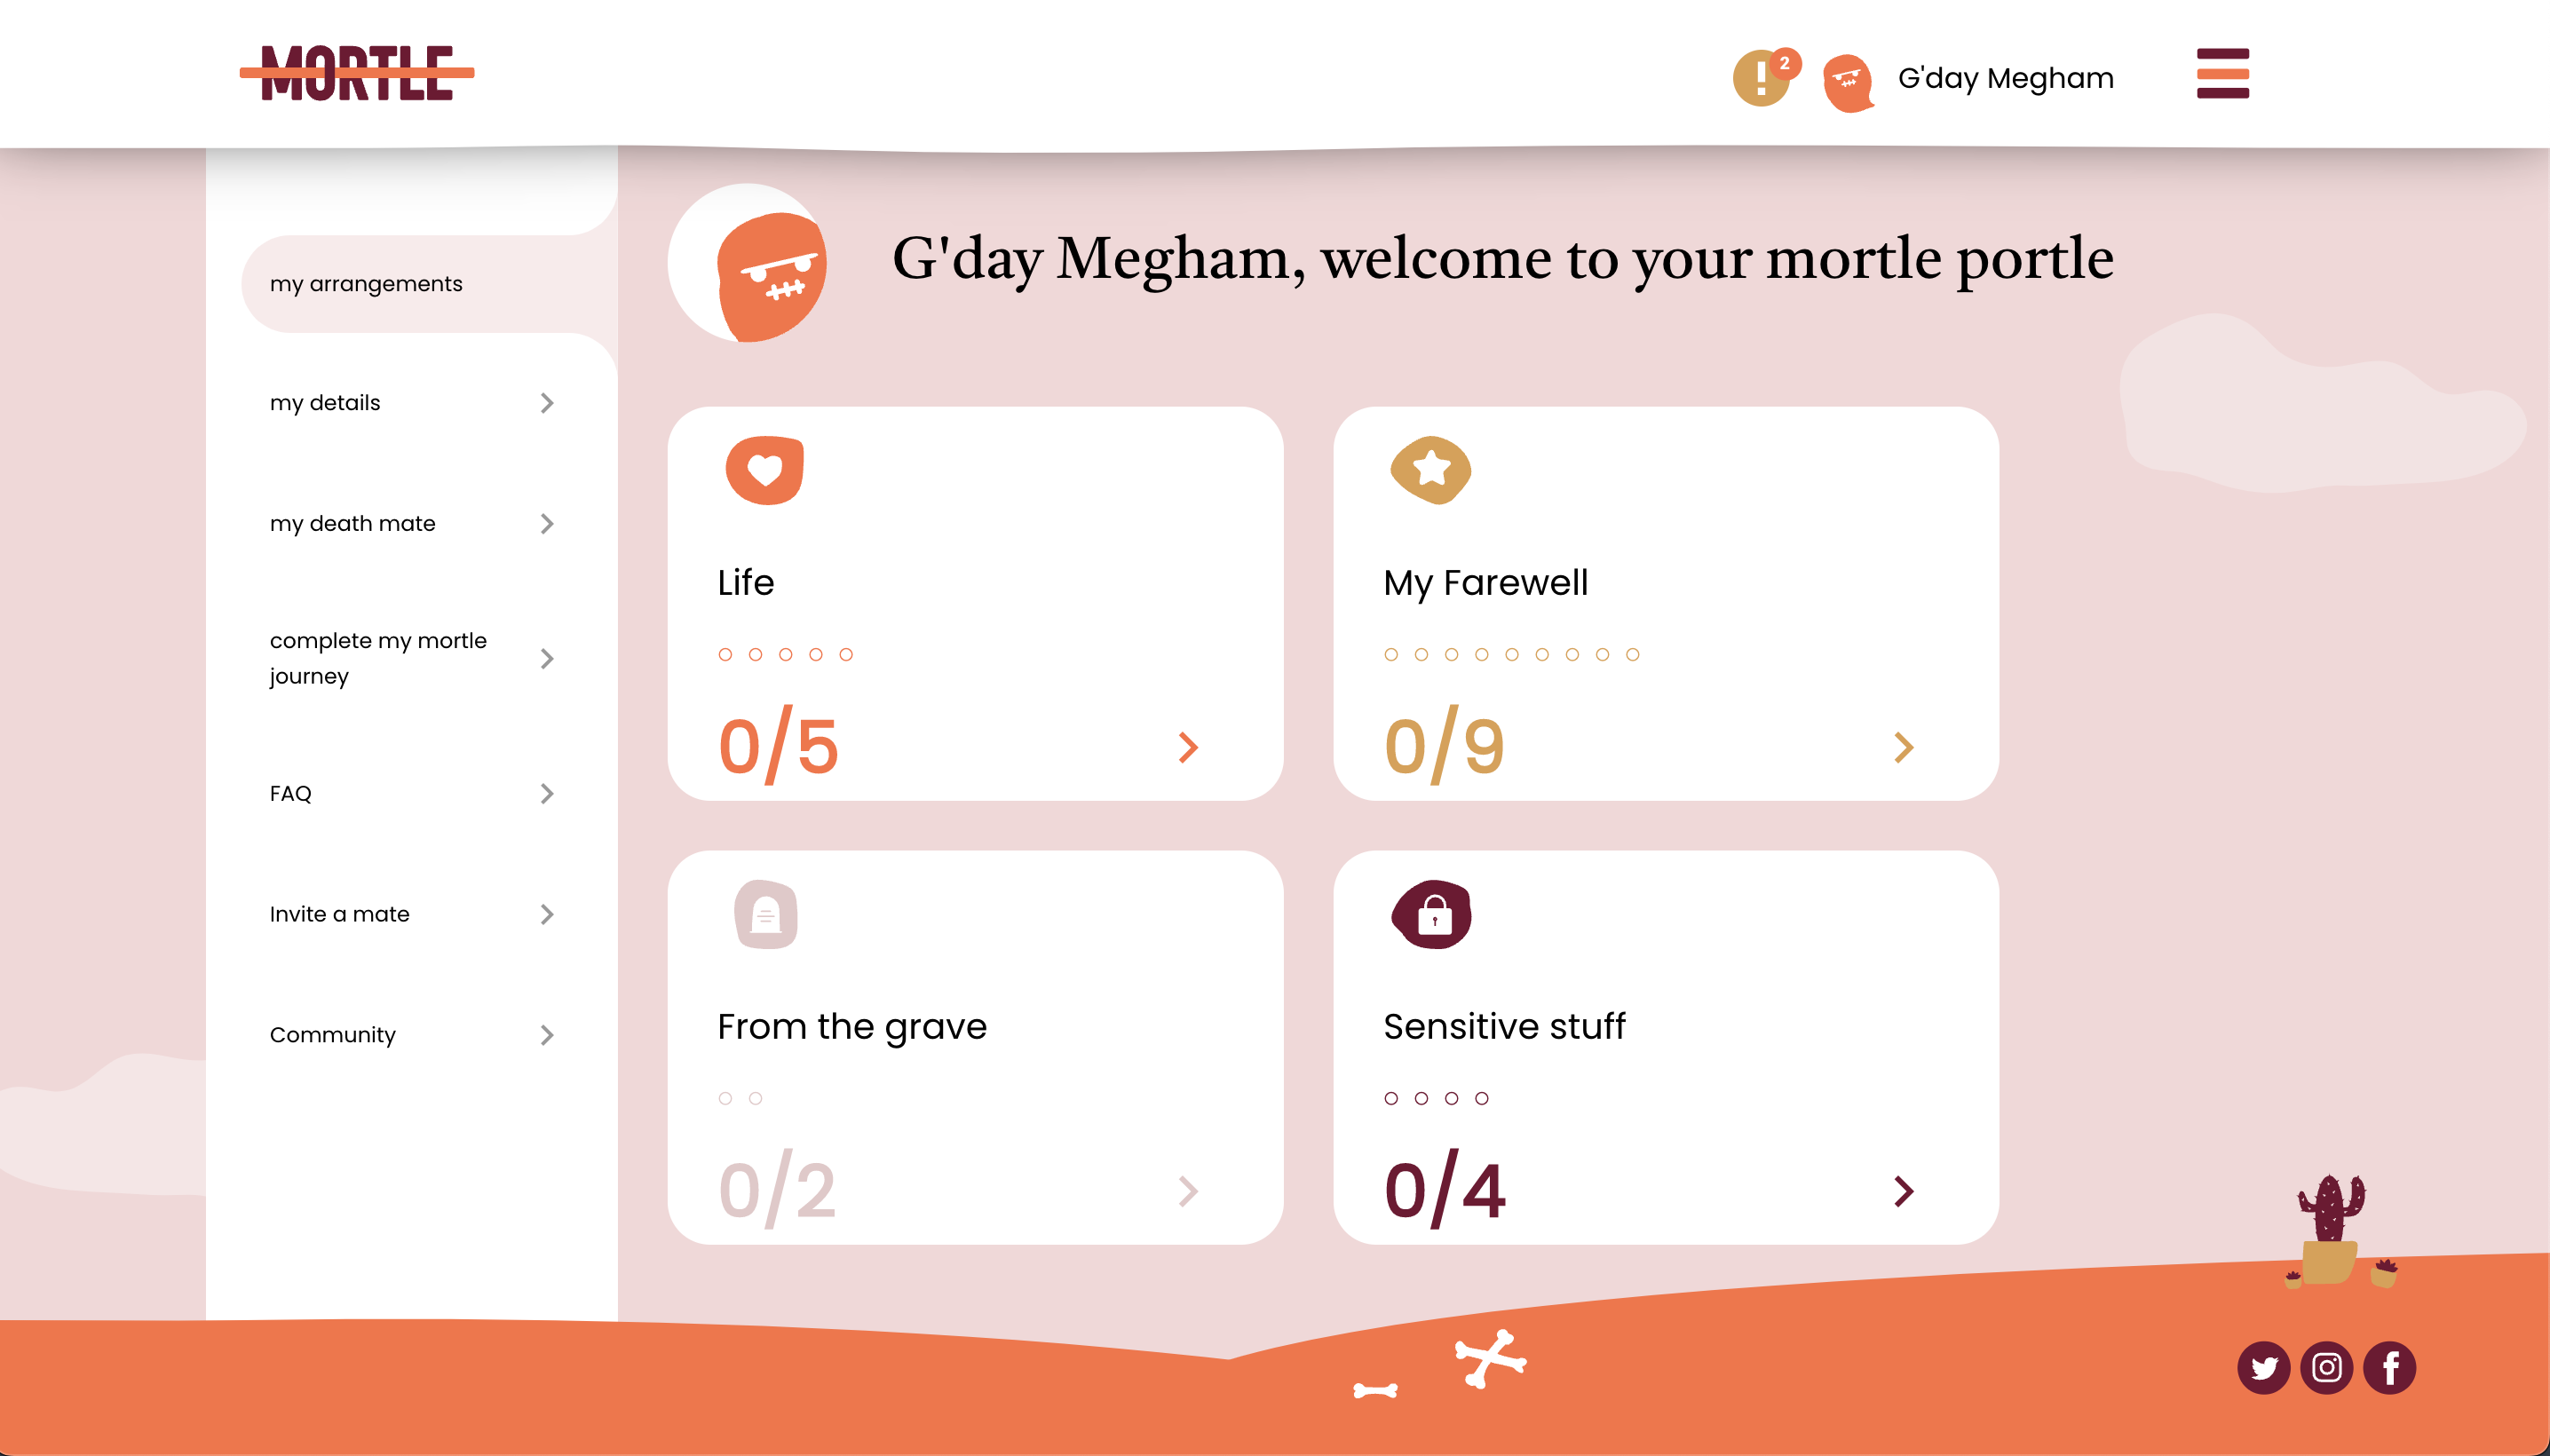 MORTLE
2
G'day Megham
my arrangements
my details
my death mate
complete my mortle
journey
FAQ
Invite a mate
Community
G'day Megham, welcome to your mortle portle
Life
0/5
My Farewell
0/9
From the grave
0/2
Sensitive stuff
0/4